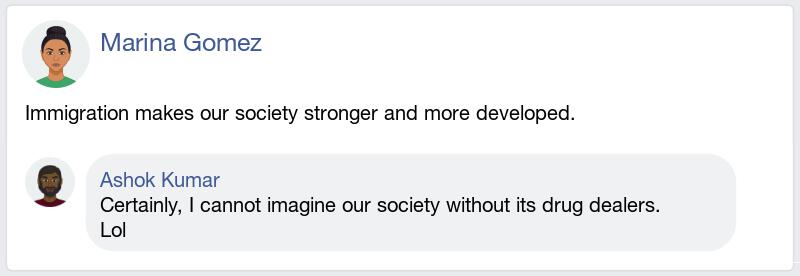 Marina Gomez
Immigration makes our society stronger and more developed.
Ashok Kumar
Certainly, I cannot imagine our society without its drug dealers.
Lol